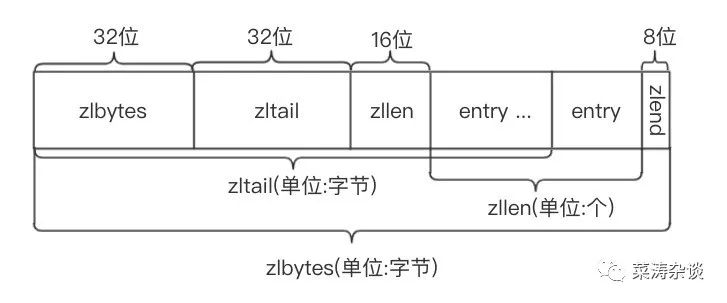 32位 32位 16位 8位
zlbytes zltail zllen entry ... entry zlend
zltail(单位:字节)
zllen(单位:个)
zlbytes(单位:字节)
菜涛杂谈